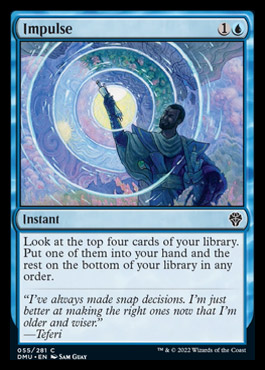 Impulse 1
Instant
Look at the top four cards of your library.
Put one of them into your hand and the
rest on the bottom of your library in any
order.
“I’ve always made snap decisions. I’m just
better at making the right ones now that I’m
older and wiser.”
—Teferi
055/281 C
DMU • EN Sam Guay
™ & © 2022 Wizards of the Coast